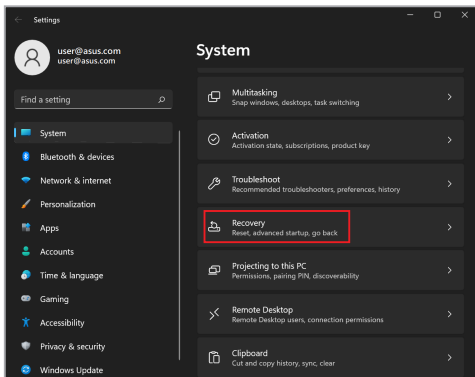 Settings
user@asus.com
user@asus.com
Find a setting
System
Bluetooth & devices
Network & internet
Personalization
Apps
Accounts
Time & language
Gaming
Accessibility
Privacy & security
Windows Update
System
Multitasking
Snap windows, desktops, task switching
Activation
Activation state, subscriptions, product key
Troubleshoot
Recommended troubleshooters, preferences, history
Recovery
Reset, advanced startup, go back
Projecting to this PC
Permissions, pairing PIN, discoverability
Remote Desktop
Remote Desktop users, connection permissions
Clipboard
Cut and copy history, sync, clear